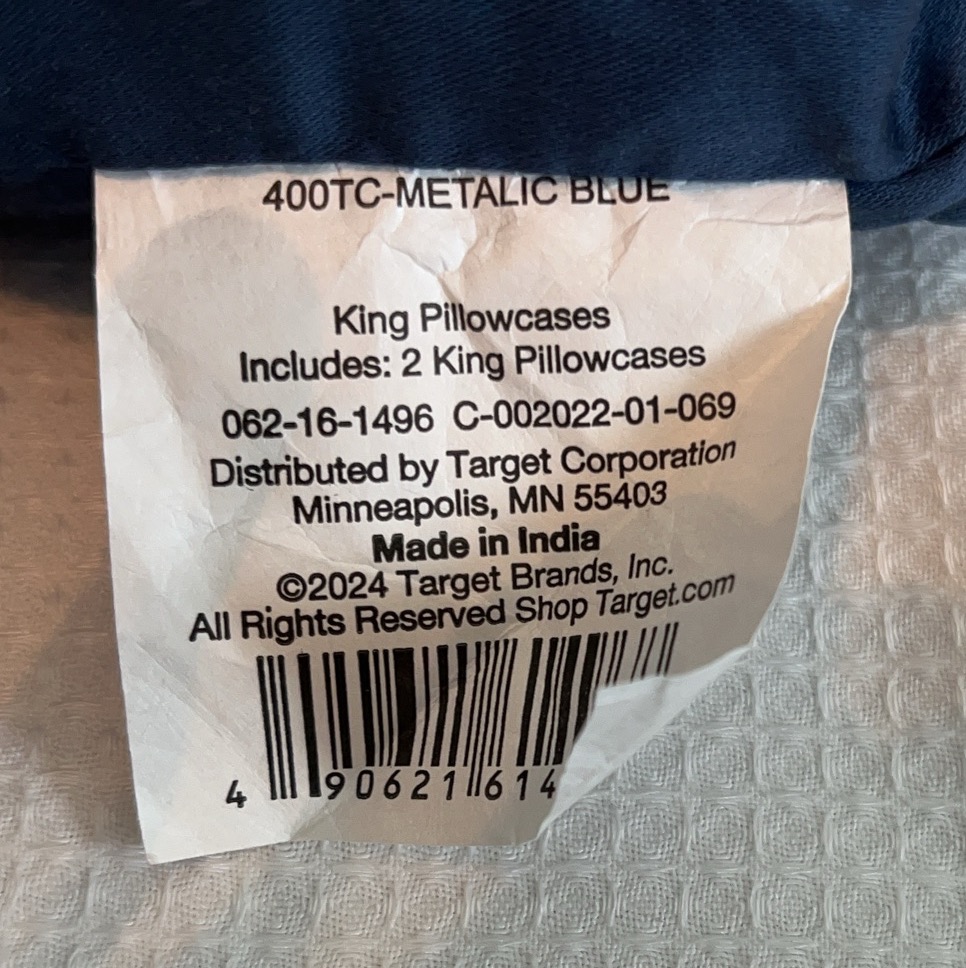 400TC-METALIC BLUE
King Pillowcases
Includes: 2 King Pillowcases
062-16-1496 C-002022-01-069
Distributed by Target Corporation
Minneapolis, MN 55403
Made in India
©2024 Target Brands, Inc.
All Rights Reserved Shop Target.com
4 90621 614